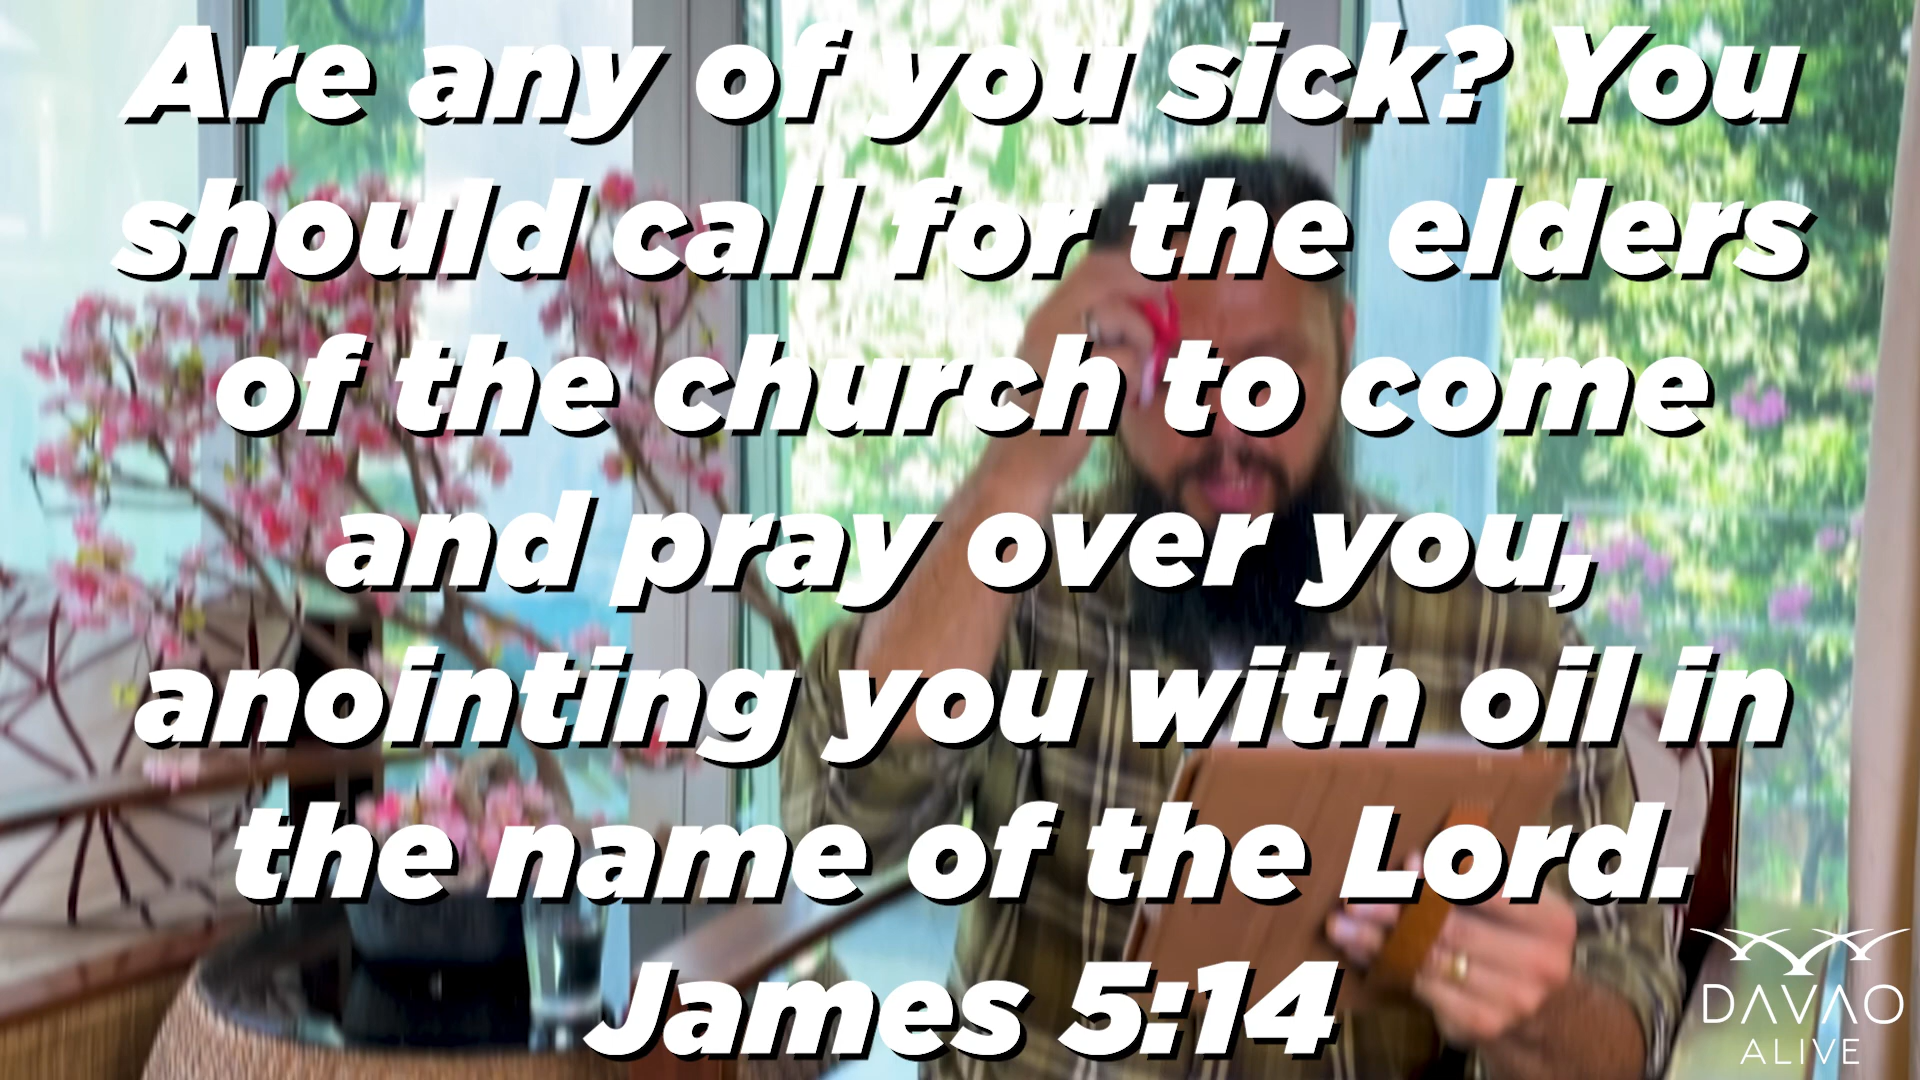 Are any of you sick? You
should call for the elders
of the church to come
and pray over you,
anointing you with oil in
the name of the Lord.
James 5:14
DAVAO
ALIVE